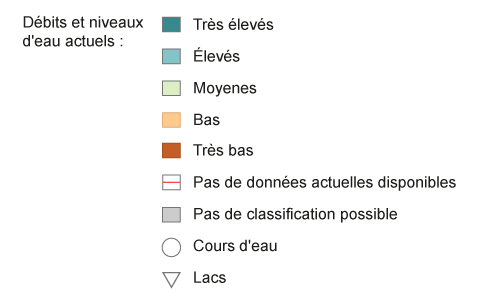 Débits et niveaux
d'eau actuels :
Très élevés
Élevés
Moyenes
Bas
Très bas
Pas de données actuelles disponibles
Pas de classification possible
Cours d'eau
Lacs